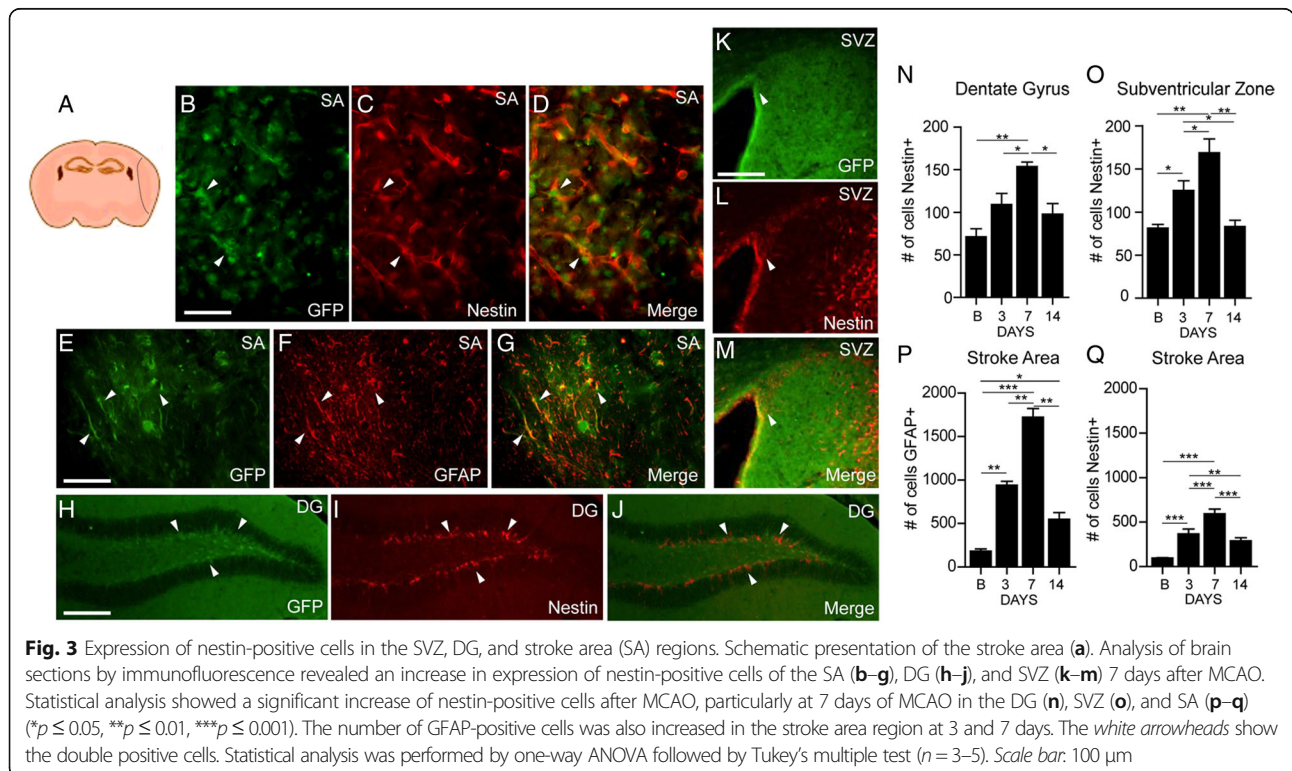 A
B
SA
GFP
C
SA
Nestin
D
SA
Merge
E
SA
GFP
F
SA
GFAP
G
SA
Merge
H
DG
GFP
I
DG
Nestin
J
DG
Merge
K
SVZ
GFP
L
SVZ
Nestin
M
SVZ
Merge
N
Dentate Gyrus
# of cells Nestin+
200
150
100
50
0
**
*
*
B 3 7 14
DAYS
O
Subventricular Zone
# of cells Nestin+
200
150
100
50
0
** **
*
*
*
B 3 7 14
DAYS
P
Stroke Area
# of cells GFAP+
2000
1500
1000
500
0
*
***
** **
**
B 3 7 14
DAYS
Q
Stroke Area
# of cells Nestin+
2000
1500
1000
500
0
***
**
*** ***
***
B 3 7 14
DAYS
Fig. 3 Expression of nestin-positive cells in the SVZ, DG, and stroke area (SA) regions. Schematic presentation of the stroke area (a). Analysis of brain
sections by immunofluorescence revealed an increase in expression of nestin-positive cells of the SA (b–g), DG (h–j), and SVZ (k–m) 7 days after MCAO.
Statistical analysis showed a significant increase of nestin-positive cells after MCAO, particularly at 7 days of MCAO in the DG (n), SVZ (o), and SA (p–q)
(*p ≤ 0.05, **p ≤ 0.01, ***p ≤ 0.001). The number of GFAP-positive cells was also increased in the stroke area region at 3 and 7 days. The white arrowheads show
the double positive cells. Statistical analysis was performed by one-way ANOVA followed by Tukey's multiple test (n = 3–5). Scale bar: 100 μm